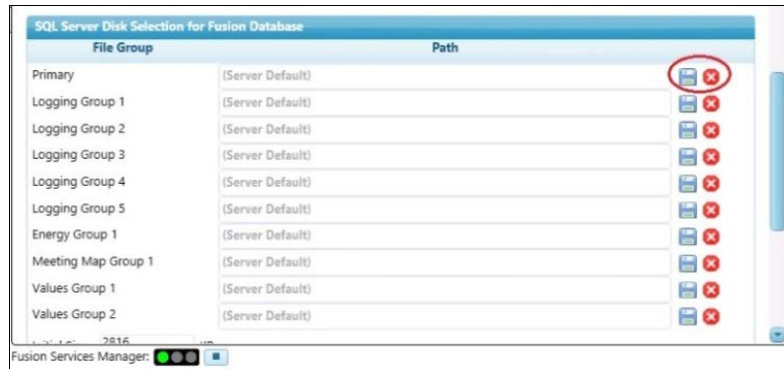 SQL Server Disk Selection for Fusion Database
File Group Path
Primary (Server Default)
Logging Group 1 (Server Default)
Logging Group 2 (Server Default)
Logging Group 3 (Server Default)
Logging Group 4 (Server Default)
Logging Group 5 (Server Default)
Energy Group 1 (Server Default)
Meeting Map Group 1 (Server Default)
Values Group 1 (Server Default)
Values Group 2 (Server Default)
2816
Fusion Services Manager: